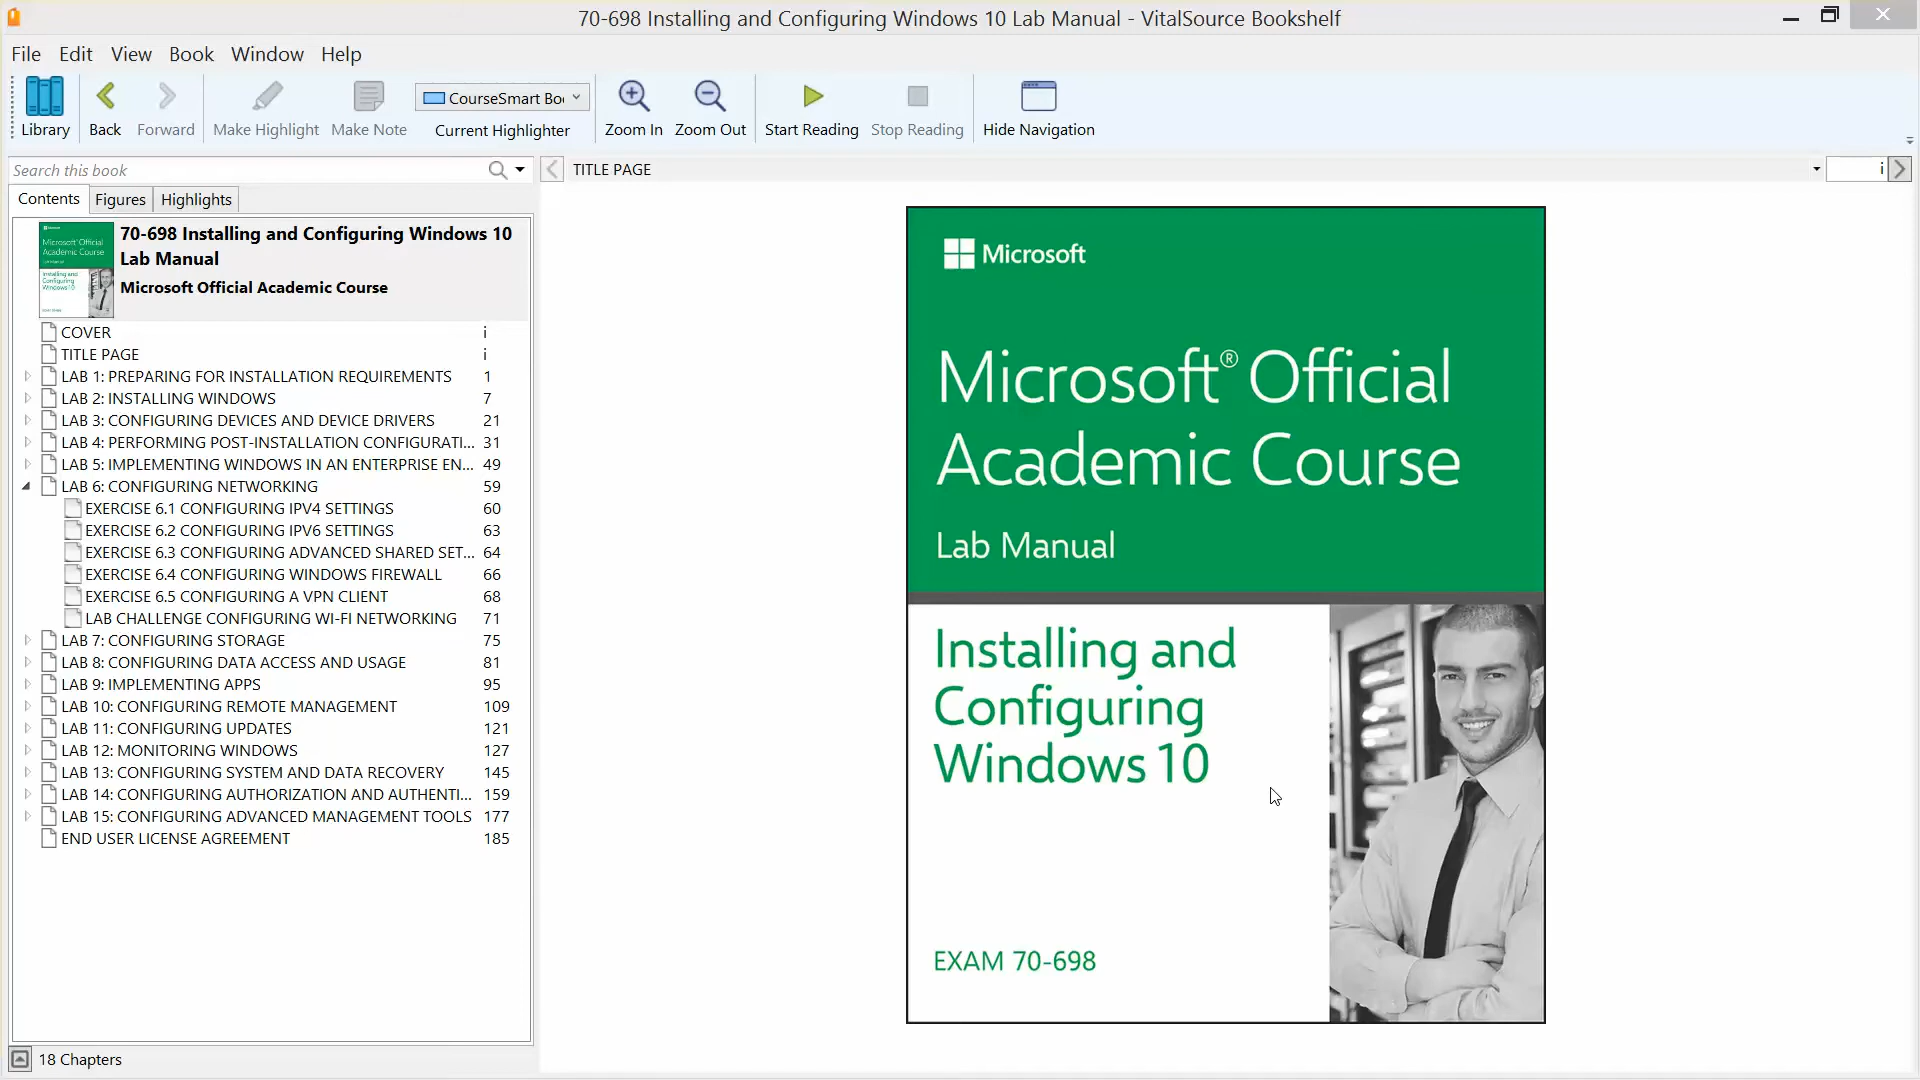 70-698 Installing and Configuring Windows 10 Lab Manual - VitalSource Bookshelf
File Edit View Book Window Help
Library Back Forward Make Highlight Make Note CourseSmart Bo Current Highlighter Zoom In Zoom Out Start Reading Stop Reading Hide Navigation
Search this book
TITLE PAGE i
Contents Figures Highlights
70-698 Installing and Configuring Windows 10
Lab Manual
Microsoft Official Academic Course
COVER i
TITLE PAGE i
LAB 1: PREPARING FOR INSTALLATION REQUIREMENTS 1
LAB 2: INSTALLING WINDOWS 7
LAB 3: CONFIGURING DEVICES AND DEVICE DRIVERS 21
LAB 4: PERFORMING POST-INSTALLATION CONFIGURATI... 31
LAB 5: IMPLEMENTING WINDOWS IN AN ENTERPRISE EN... 49
LAB 6: CONFIGURING NETWORKING 59
EXERCISE 6.1 CONFIGURING IPV4 SETTINGS 60
EXERCISE 6.2 CONFIGURING IPV6 SETTINGS 63
EXERCISE 6.3 CONFIGURING ADVANCED SHARED SET... 64
EXERCISE 6.4 CONFIGURING WINDOWS FIREWALL 66
EXERCISE 6.5 CONFIGURING A VPN CLIENT 68
LAB CHALLENGE CONFIGURING WI-FI NETWORKING 71
LAB 7: CONFIGURING STORAGE 75
LAB 8: CONFIGURING DATA ACCESS AND USAGE 81
LAB 9: IMPLEMENTING APPS 95
LAB 10: CONFIGURING REMOTE MANAGEMENT 109
LAB 11: CONFIGURING UPDATES 121
LAB 12: MONITORING WINDOWS 127
LAB 13: CONFIGURING SYSTEM AND DATA RECOVERY 145
LAB 14: CONFIGURING AUTHORIZATION AND AUTHENTI... 159
LAB 15: CONFIGURING ADVANCED MANAGEMENT TOOLS 177
END USER LICENSE AGREEMENT 185
18 Chapters
Microsoft
Microsoft® Official
Academic Course
Lab Manual
Installing and
Configuring
Windows 10
EXAM 70-698